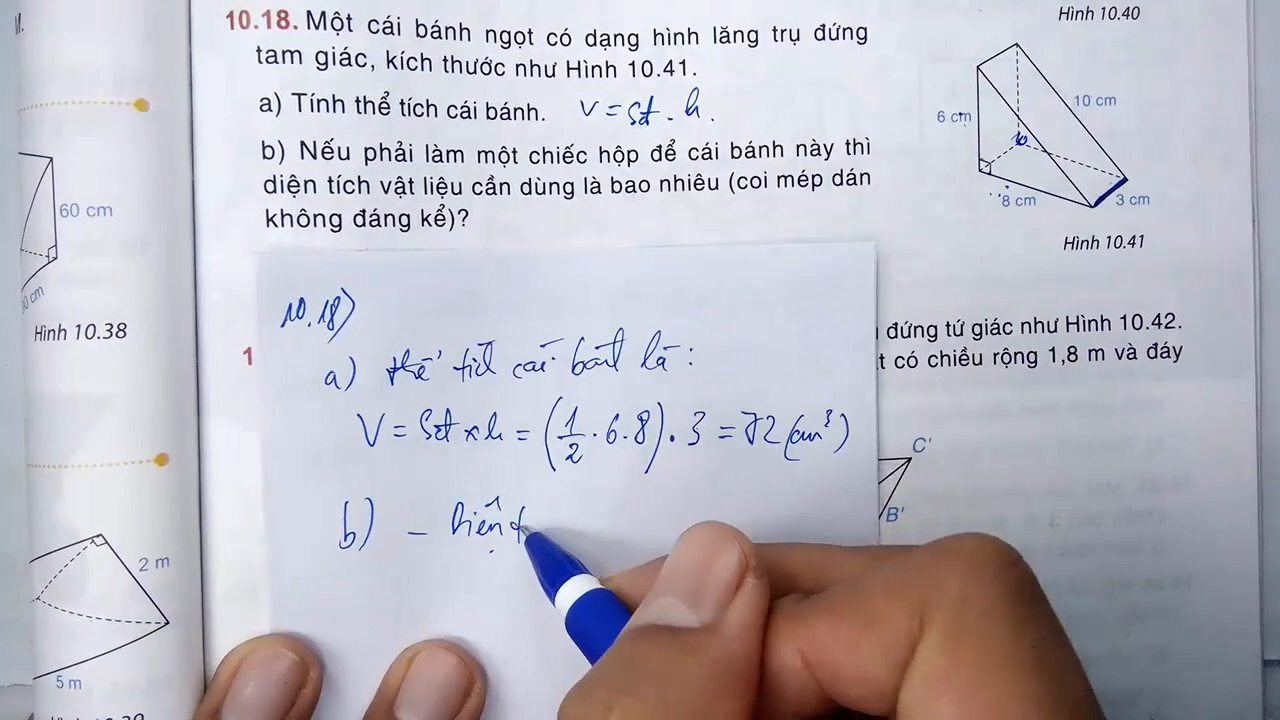 10.18. Một cái bánh ngọt có dạng hình lăng trụ đứng
tam giác, kích thước như Hình 10.41.
a) Tính thể tích cái bánh. V = Sđ . h.
b) Nếu phải làm một chiếc hộp để cái bánh này thì
diện tích vật liệu cần dùng là bao nhiêu (coi mép dán
không đáng kể)?
Hình 10.40
6 cm
10 cm
8 cm
3 cm
Hình 10.41
60 cm
Hình 10.38
2 m
5 m
1
đứng tứ giác như Hình 10.42.
có chiều rộng 1,8 m và đáy
C'
B'
10.18)
a) thể tích cái bánh là:
V = Sđ x h = (1/2 . 6 . 8) . 3 = 72 (cm³)
b) – Diện t